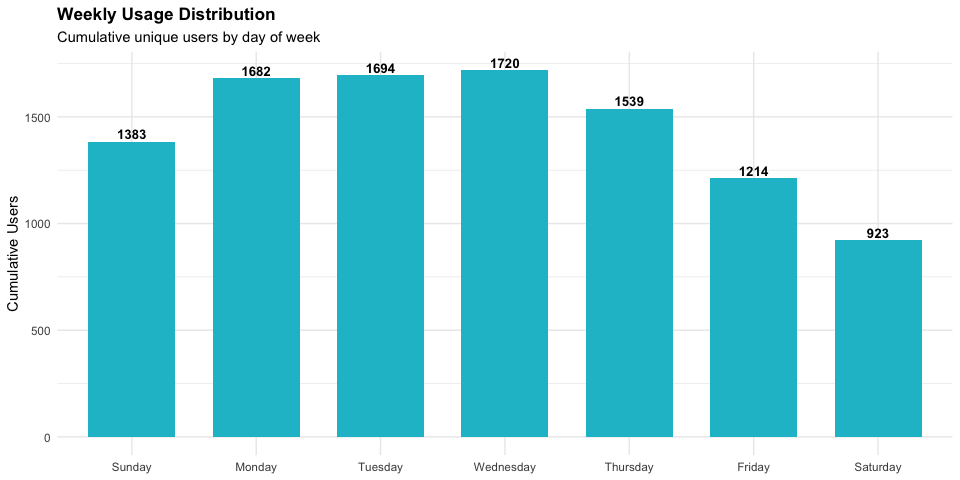 Weekly Usage Distribution
Cumulative unique users by day of week
Cumulative Users
1500
1000
500
0
1383
1682
1694
1720
1539
1214
923
Sunday
Monday
Tuesday
Wednesday
Thursday
Friday
Saturday